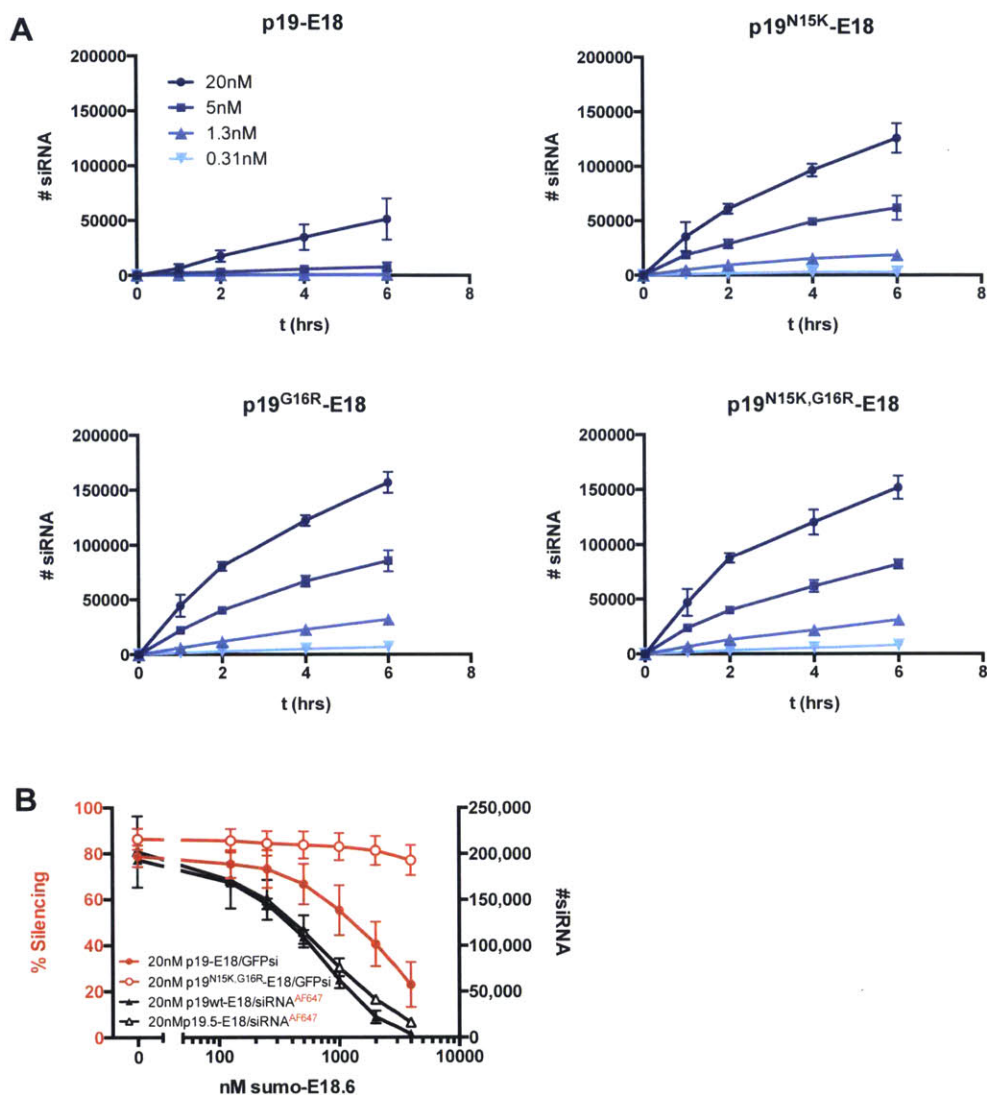 A
p19-E18
200000
150000
100000
50000
0
# siRNA
20nM
5nM
1.3nM
0.31nM
0 2 4 6 8
t (hrs)
p19N15K-E18
200000
150000
100000
50000
0
# siRNA
0 2 4 6 8
t (hrs)
p19G16R-E18
200000
150000
100000
50000
0
# siRNA
0 2 4 6 8
t (hrs)
p19N15K,G16R-E18
200000
150000
100000
50000
0
# siRNA
0 2 4 6 8
t (hrs)
B
100
80
60
40
20
0
% Silencing
250,000
200,000
150,000
100,000
50,000
0
#siRNA
20nM p19-E18/GFPsi
20nM p19N15K,G16R-E18/GFPsi
20nM p19wt-E18/siRNAAF647
20nMp19.5-E18/siRNAAF647
0 100 1000 10000
nM sumo-E18.6